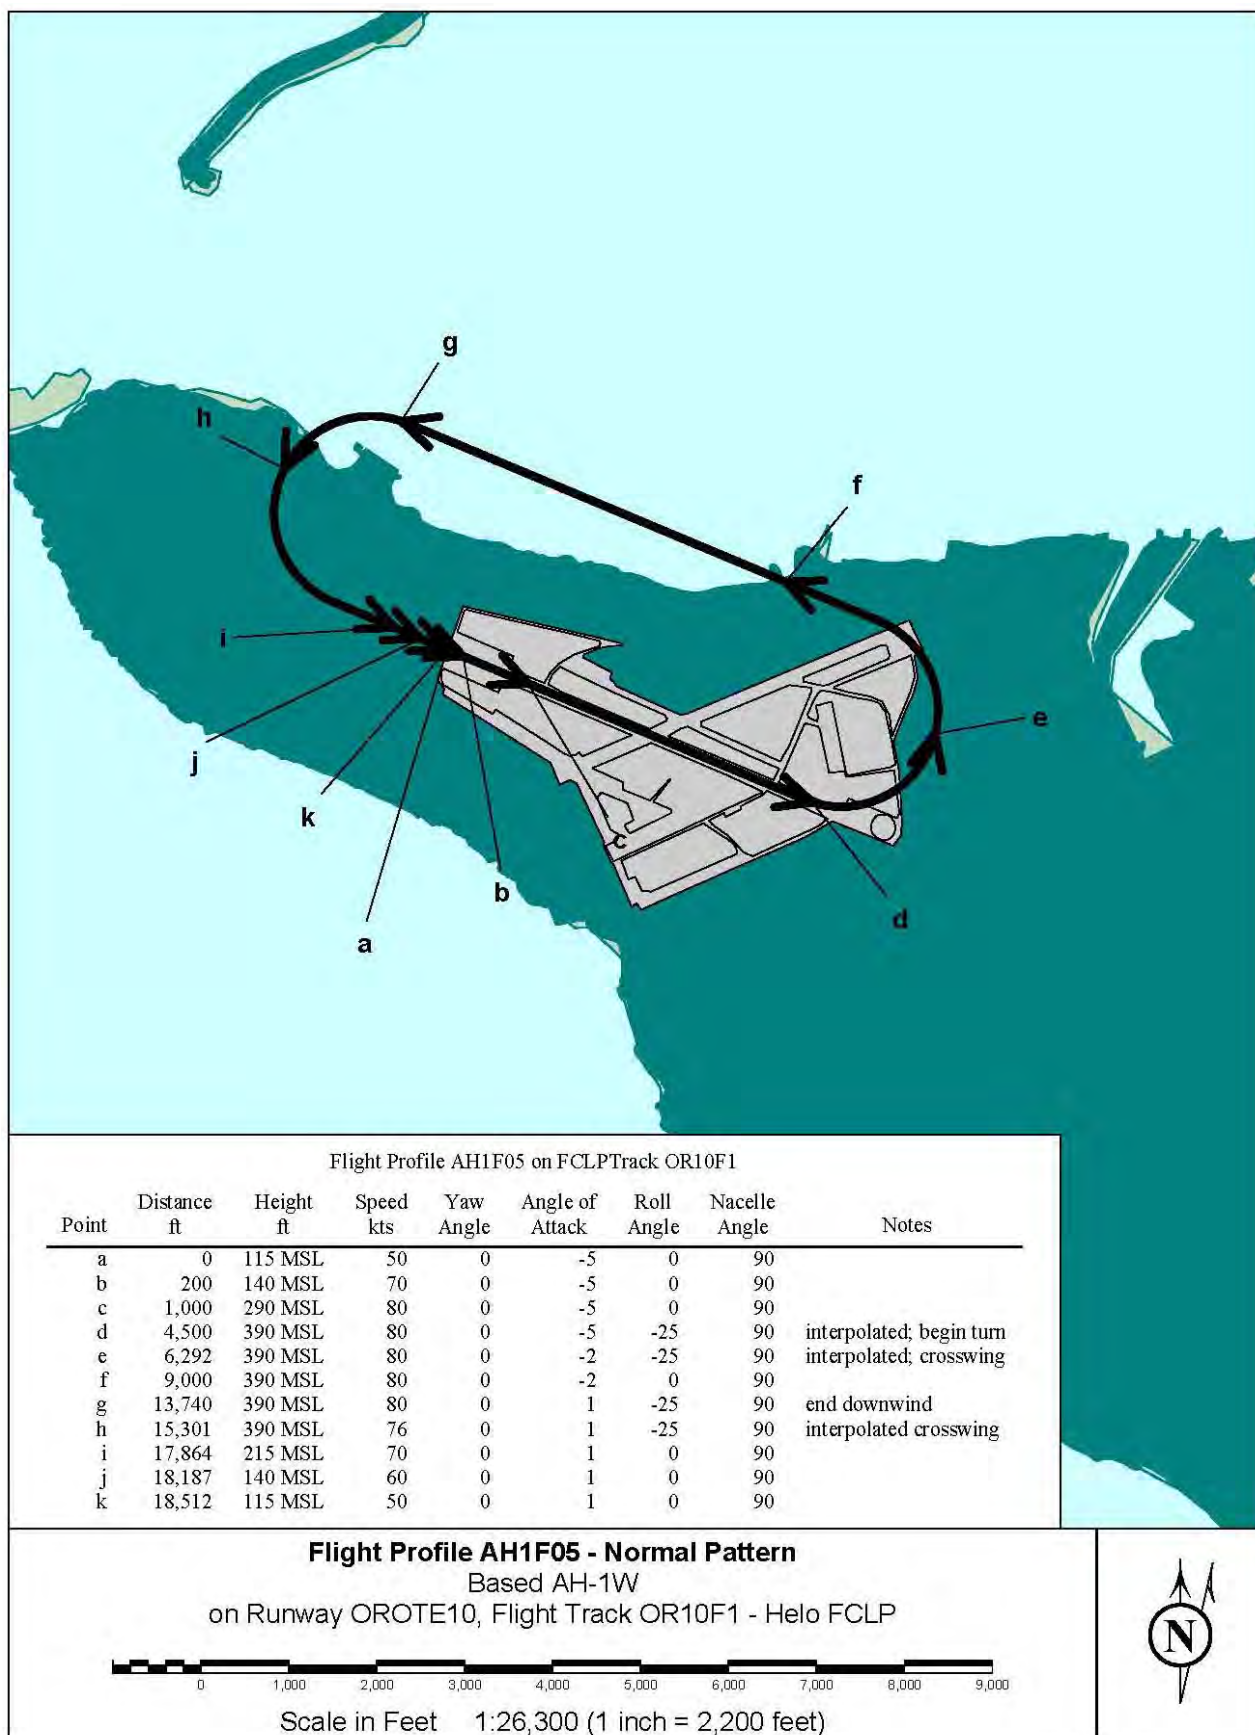 g
h
f
i
e
j
k
c
b
d
a
Flight Profile AH1F05 on FCLPTrack OR10F1
Point Distance ft Height ft Speed kts Yaw Angle Angle of Attack Roll Angle Nacelle Angle Notes
a 0 115 MSL 50 0 -5 0 90
b 200 140 MSL 70 0 -5 0 90
c 1,000 290 MSL 80 0 -5 0 90
d 4,500 390 MSL 80 0 -5 -25 90 interpolated; begin turn
e 6,292 390 MSL 80 0 -2 -25 90 interpolated; crosswing
f 9,000 390 MSL 80 0 -2 0 90
g 13,740 390 MSL 80 0 1 -25 90 end downwind
h 15,301 390 MSL 76 0 1 -25 90 interpolated crosswing
i 17,864 215 MSL 70 0 1 0 90
j 18,187 140 MSL 60 0 1 0 90
k 18,512 115 MSL 50 0 1 0 90
Flight Profile AH1F05 - Normal Pattern
Based AH-1W
on Runway OROTE10, Flight Track OR10F1 - Helo FCLP
0 1,000 2,000 3,000 4,000 5,000 6,000 7,000 8,000 9,000
Scale in Feet 1:26,300 (1 inch = 2,200 feet)
N